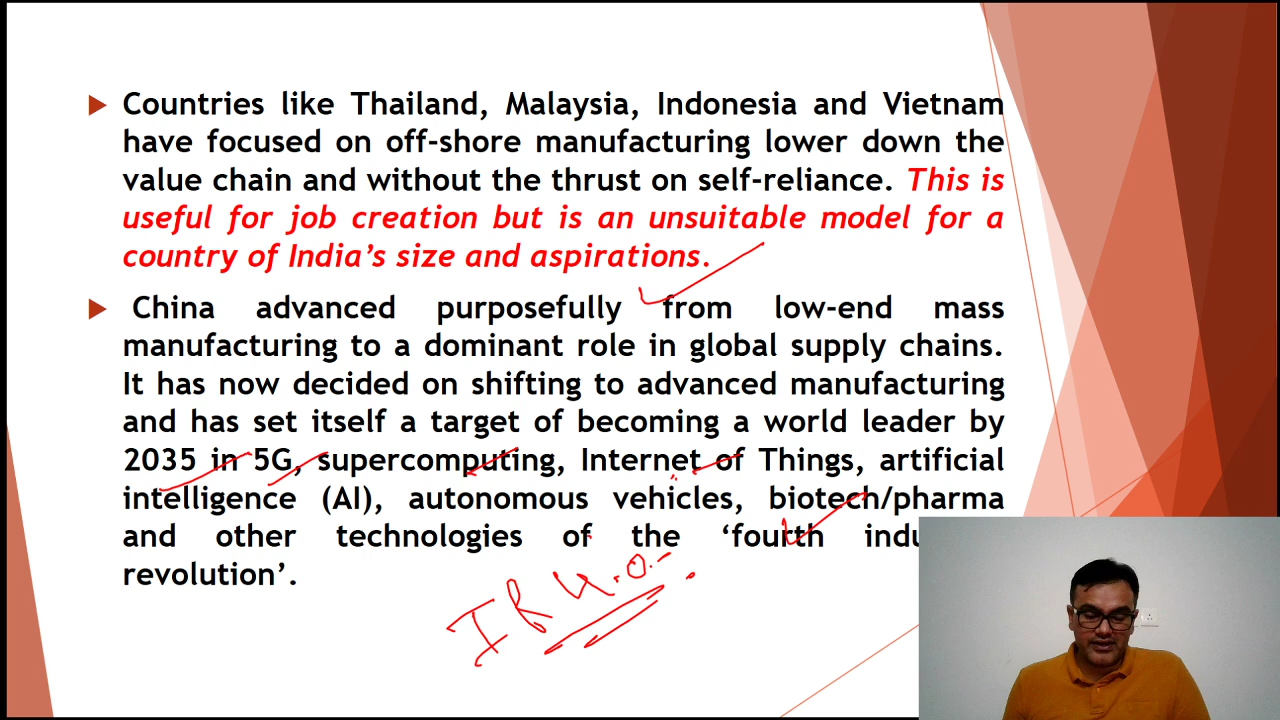 Countries like Thailand, Malaysia, Indonesia and Vietnam
have focused on off-shore manufacturing lower down the
value chain and without the thrust on self-reliance. This is
useful for job creation but is an unsuitable model for a
country of India's size and aspirations.
China advanced purposefully from low-end mass
manufacturing to a dominant role in global supply chains.
It has now decided on shifting to advanced manufacturing
and has set itself a target of becoming a world leader by
2035 in 5G, supercomputing, Internet of Things, artificial
intelligence (AI), autonomous vehicles, biotech/pharma
and other technologies of the ‘fourth
revolution’.
IR 4.0